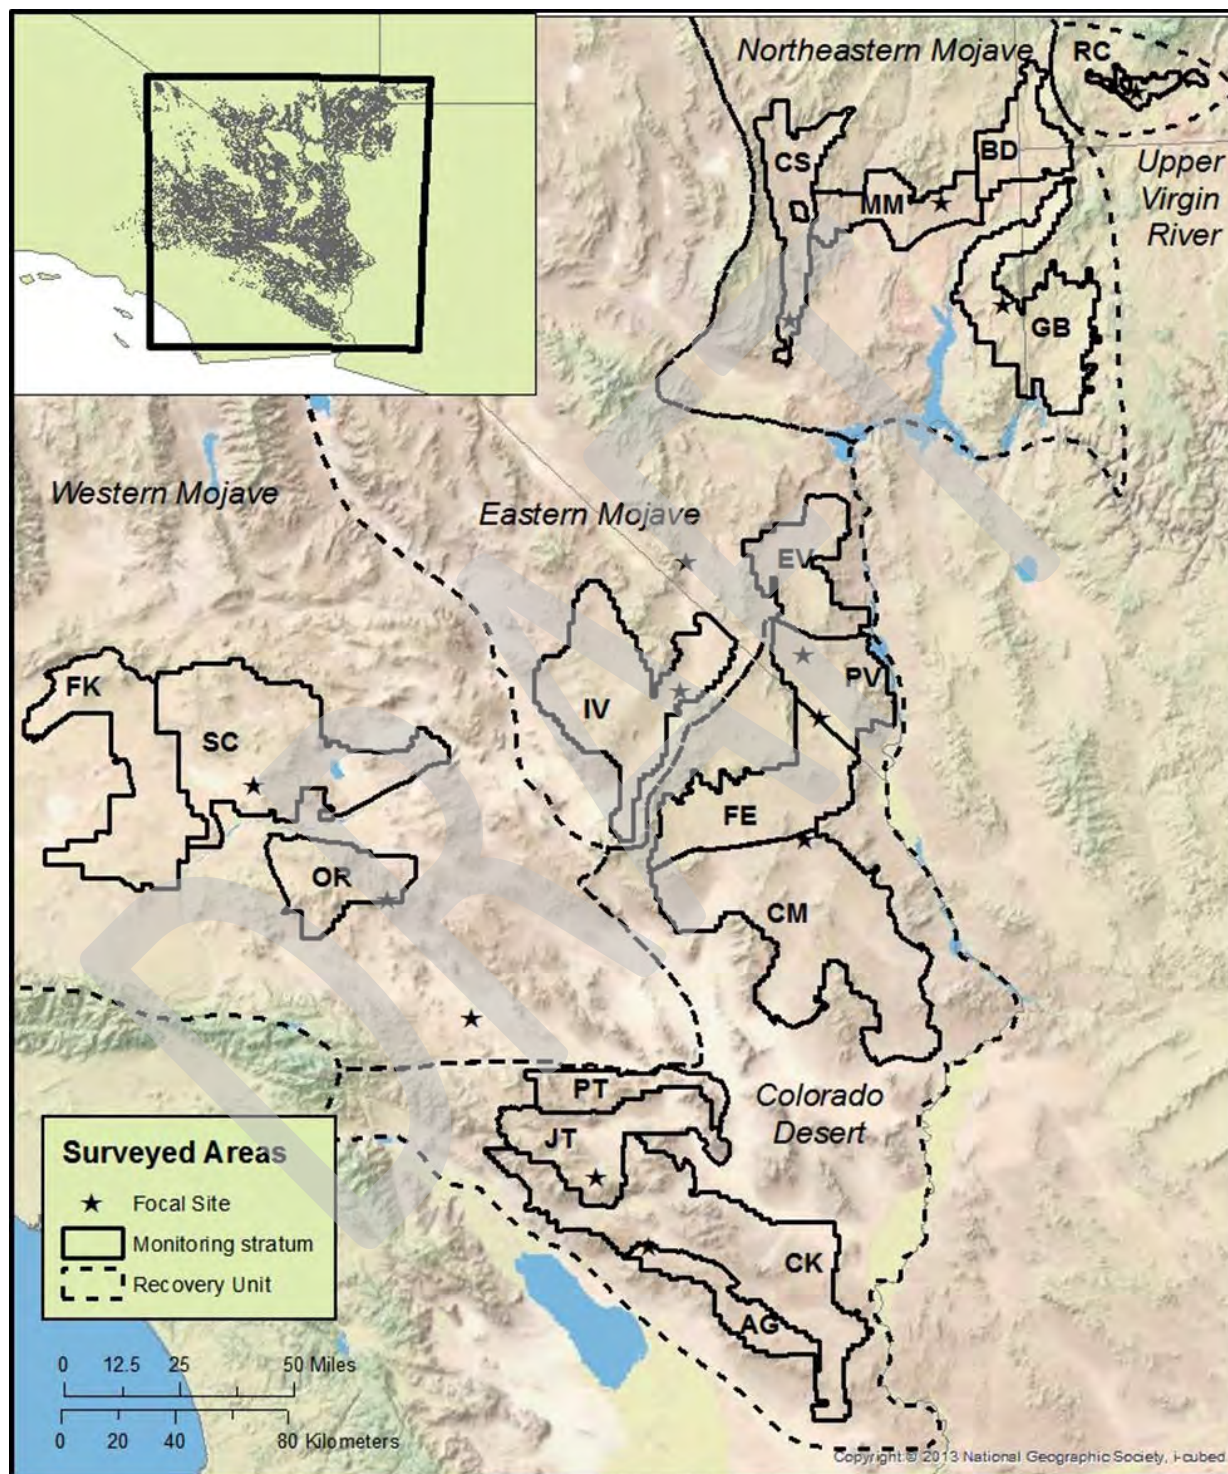 Northeastern Mojave
RC
CS
BD
MM
Upper
Virgin
River
GB
Western Mojave
Eastern Mojave
EV
FK
PV
IV
SC
FE
OR
CM
PT
Colorado
Desert
JT
CK
AG
Surveyed Areas
Focal Site
Monitoring stratum
Recovery Unit
0 12.5 25 50 Miles
0 20 40 80 Kilometers
Copyright:© 2013 National Geographic Society, i-cubed
DRAFT